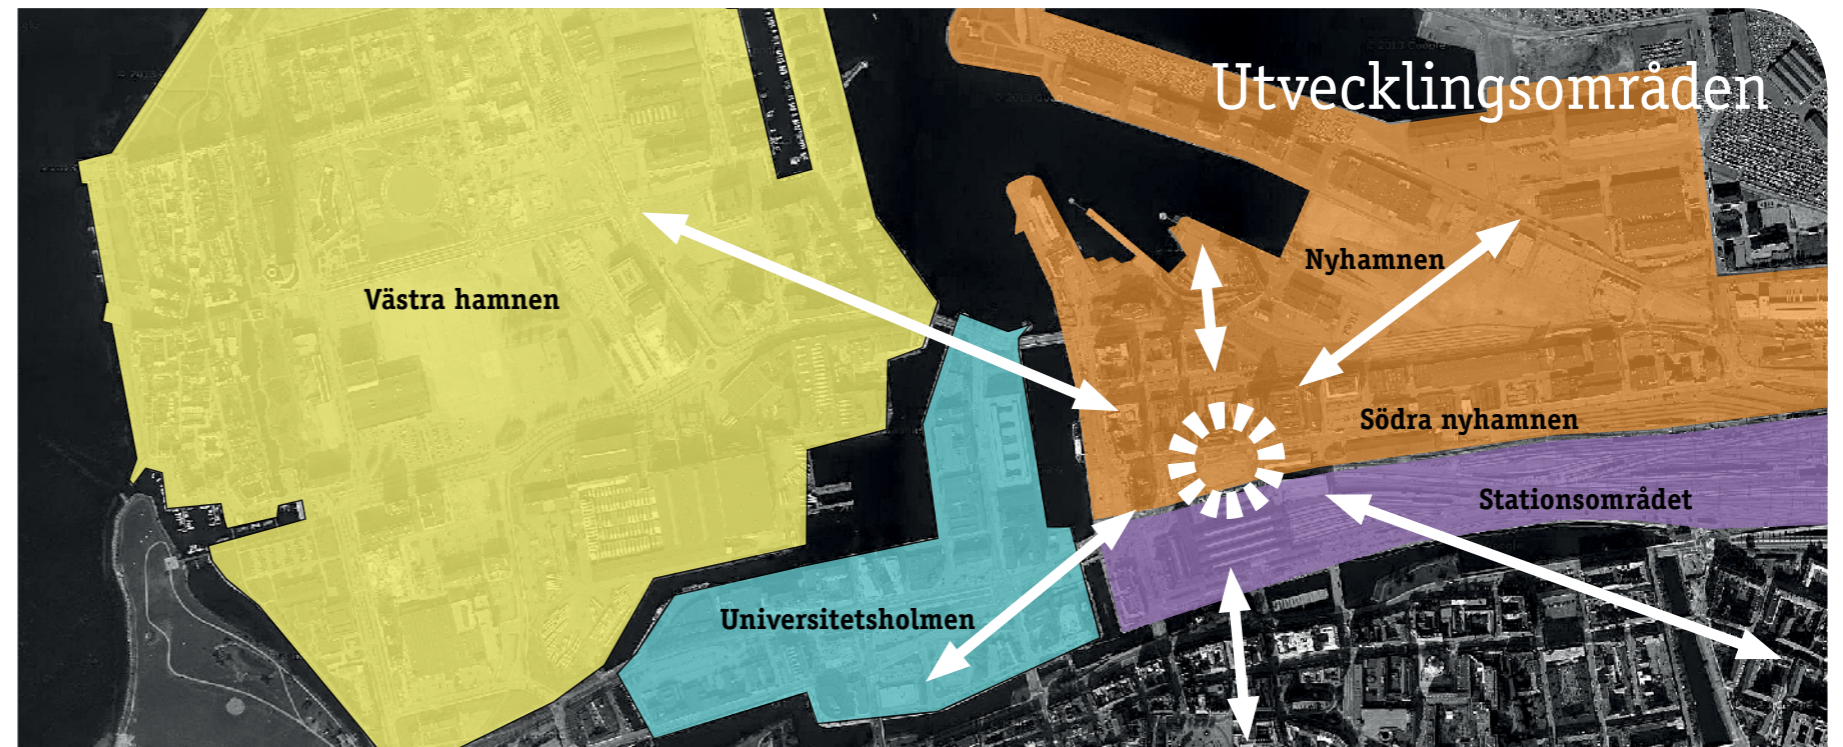 Utvecklingsområden
Nyhamnen
Västra hamnen
Södra nyhamnen
Stationsområdet
Universitetsholmen